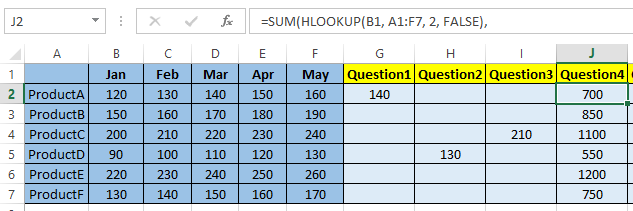 J2 =SUM(HLOOKUP(B1, A1:F7, 2, FALSE),
A B C D E F G H I J
1 Jan Feb Mar Apr May Question1 Question2 Question3 Question4
2 ProductA 120 130 140 150 160 140 700
3 ProductB 150 160 170 180 190 850
4 ProductC 200 210 220 230 240 210 1100
5 ProductD 90 100 110 120 130 130 550
6 ProductE 220 230 240 250 260 1200
7 ProductF 130 140 150 160 170 750